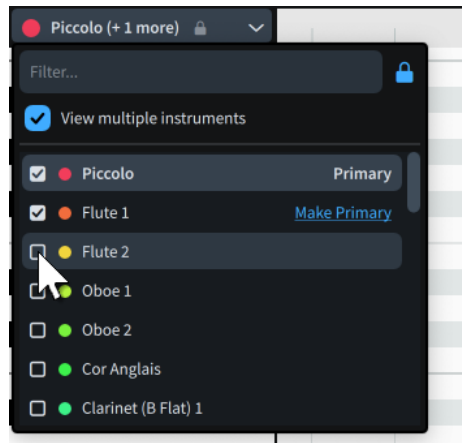 Piccolo (+ 1 more)
Filter...
View multiple instruments
Piccolo Primary
Flute 1 Make Primary
Flute 2
Oboe 1
Oboe 2
Cor Anglais
Clarinet (B Flat) 1